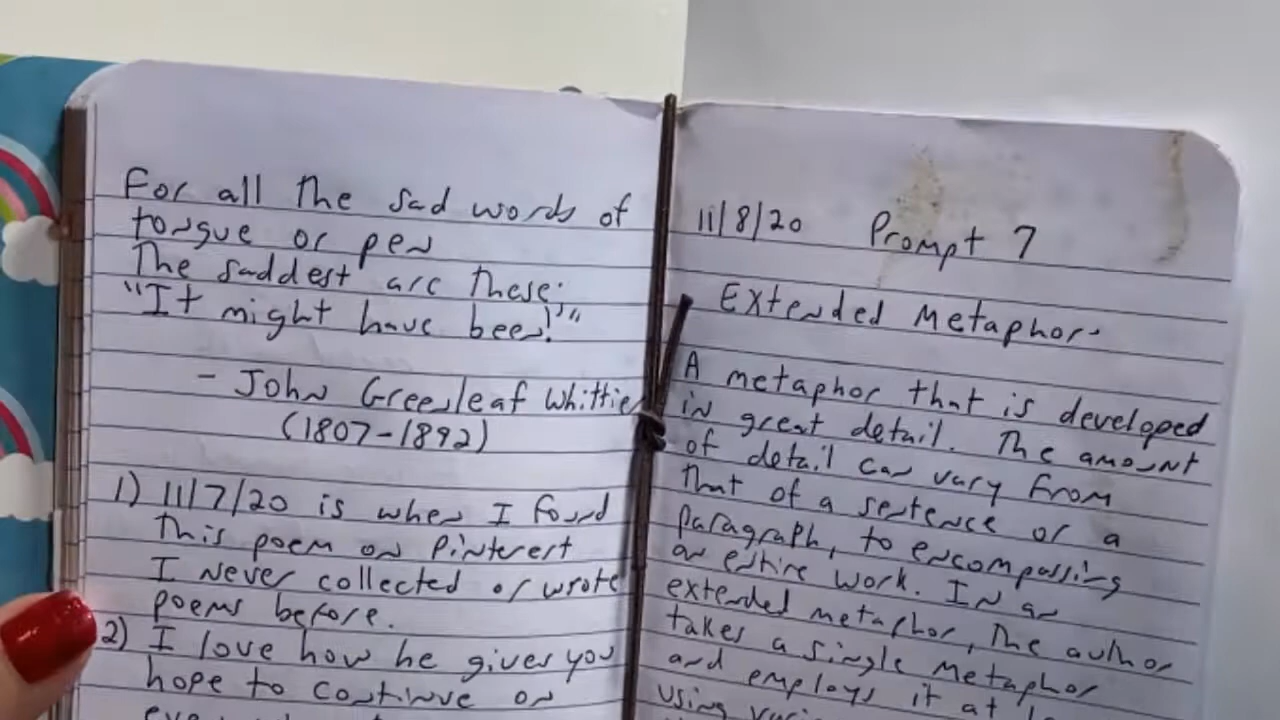 For all the sad words of
tongue or pen
The saddest are these;
"It might have been!"
- John Greenleaf Whittie
(1807-1892)
1) 11/7/20 is when I found
this poem on Pinterest
I never collected or wrote
poems before.
2) I love how he gives you
hope to continue on
11/8/20 Prompt 7
Extended Metaphor-
A metaphor that is developed
in great detail. The amount
of detail can vary from
that of a sentence or a
paragraph, to encompassing
an entire work. In an
extended metaphor, the author
takes a single metaphor
and employs it at
using